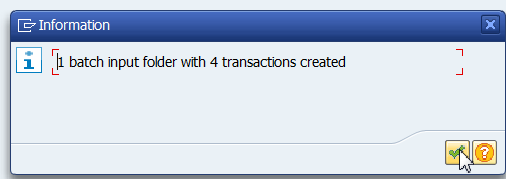 Information
1 batch input folder with 4 transactions created